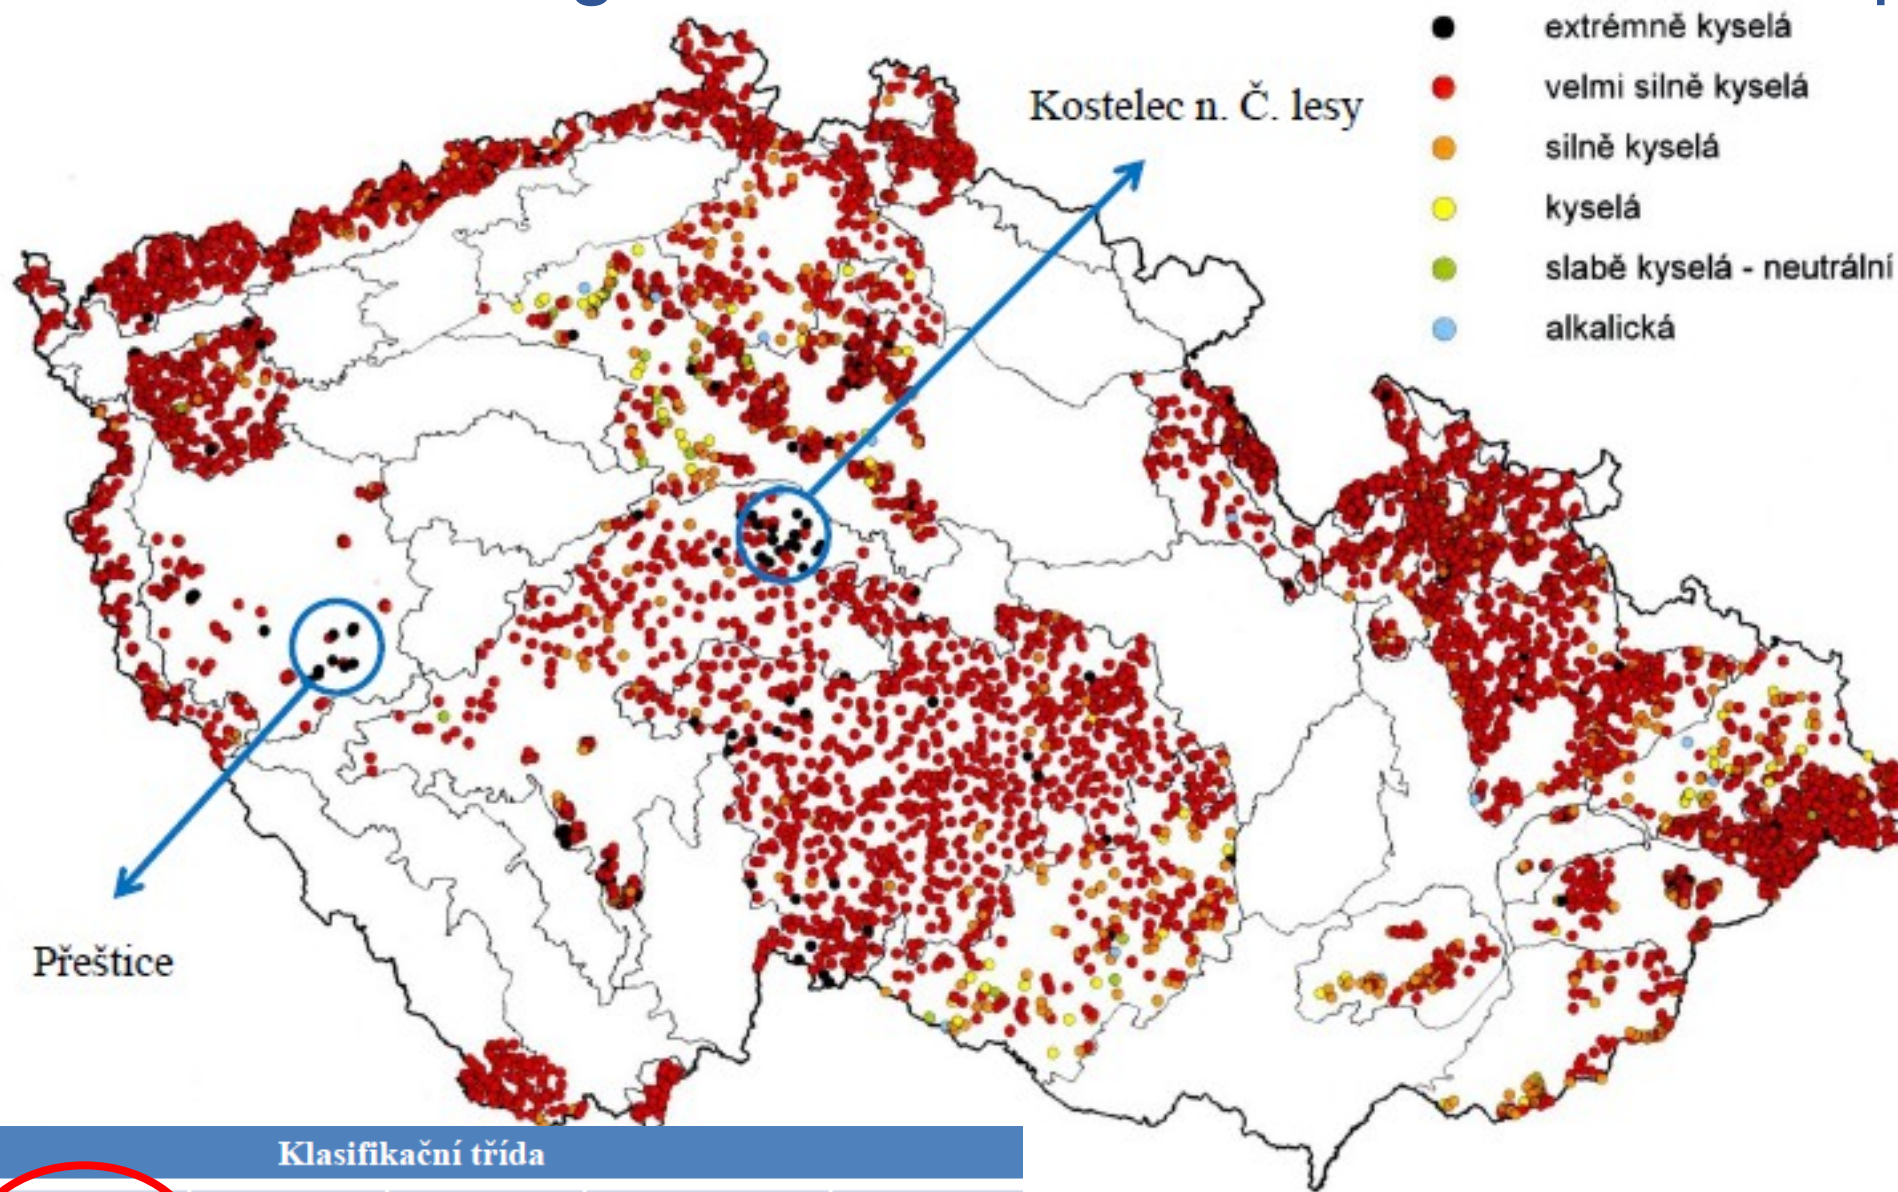 extrémně kyselá
velmi silně kyselá
silně kyselá
kyselá
slabě kyselá - neutrální
alkalická
Kostelec n. Č. lesy
Přeštice
Klasifikační třída